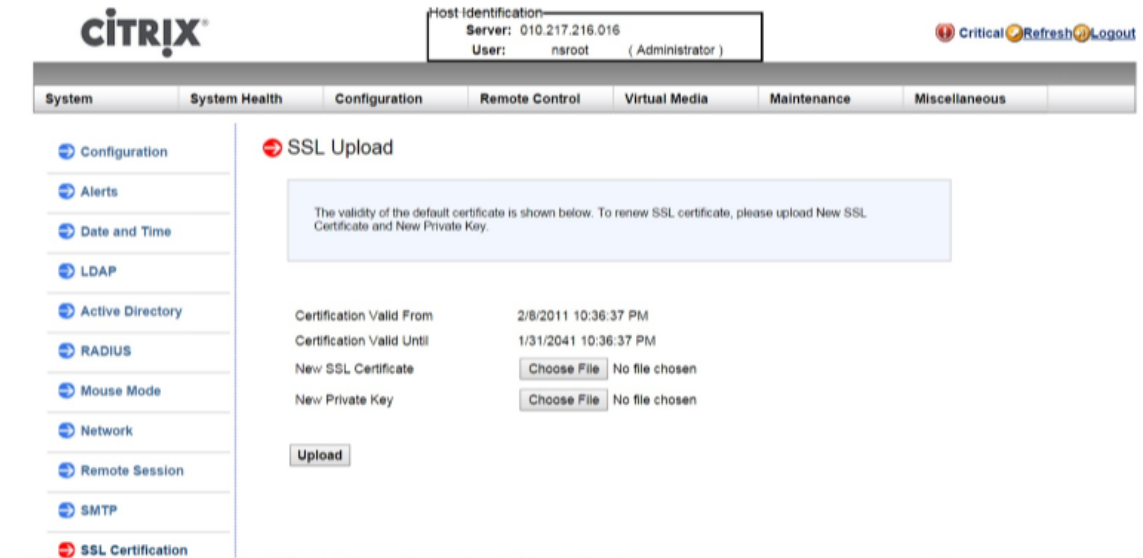 CİTRIX
Host Identification
Server: 010.217.216.016
User: nsroot ( Administrator )
Critical Refresh Logout
System System Health Configuration Remote Control Virtual Media Maintenance Miscellaneous
Configuration
Alerts
Date and Time
LDAP
Active Directory
RADIUS
Mouse Mode
Network
Remote Session
SMTP
SSL Certification
SSL Upload
The validity of the default certificate is shown below. To renew SSL certificate, please upload New SSL
Certificate and New Private Key.
Certification Valid From 2/8/2011 10:36:37 PM
Certification Valid Until 1/31/2041 10:36:37 PM
New SSL Certificate Choose File No file chosen
New Private Key Choose File No file chosen
Upload